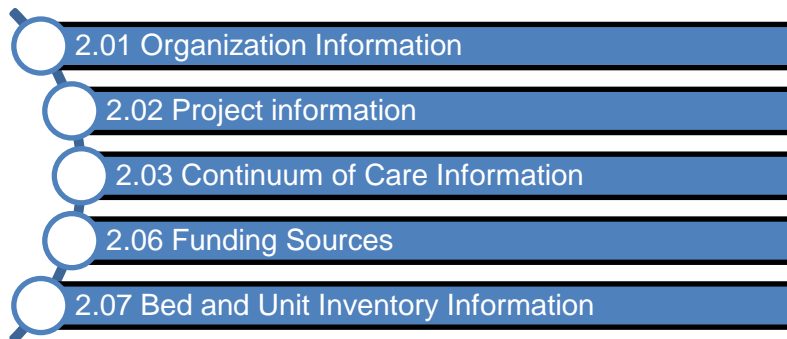 2.01 Organization Information
2.02 Project information
2.03 Continuum of Care Information
2.06 Funding Sources
2.07 Bed and Unit Inventory Information